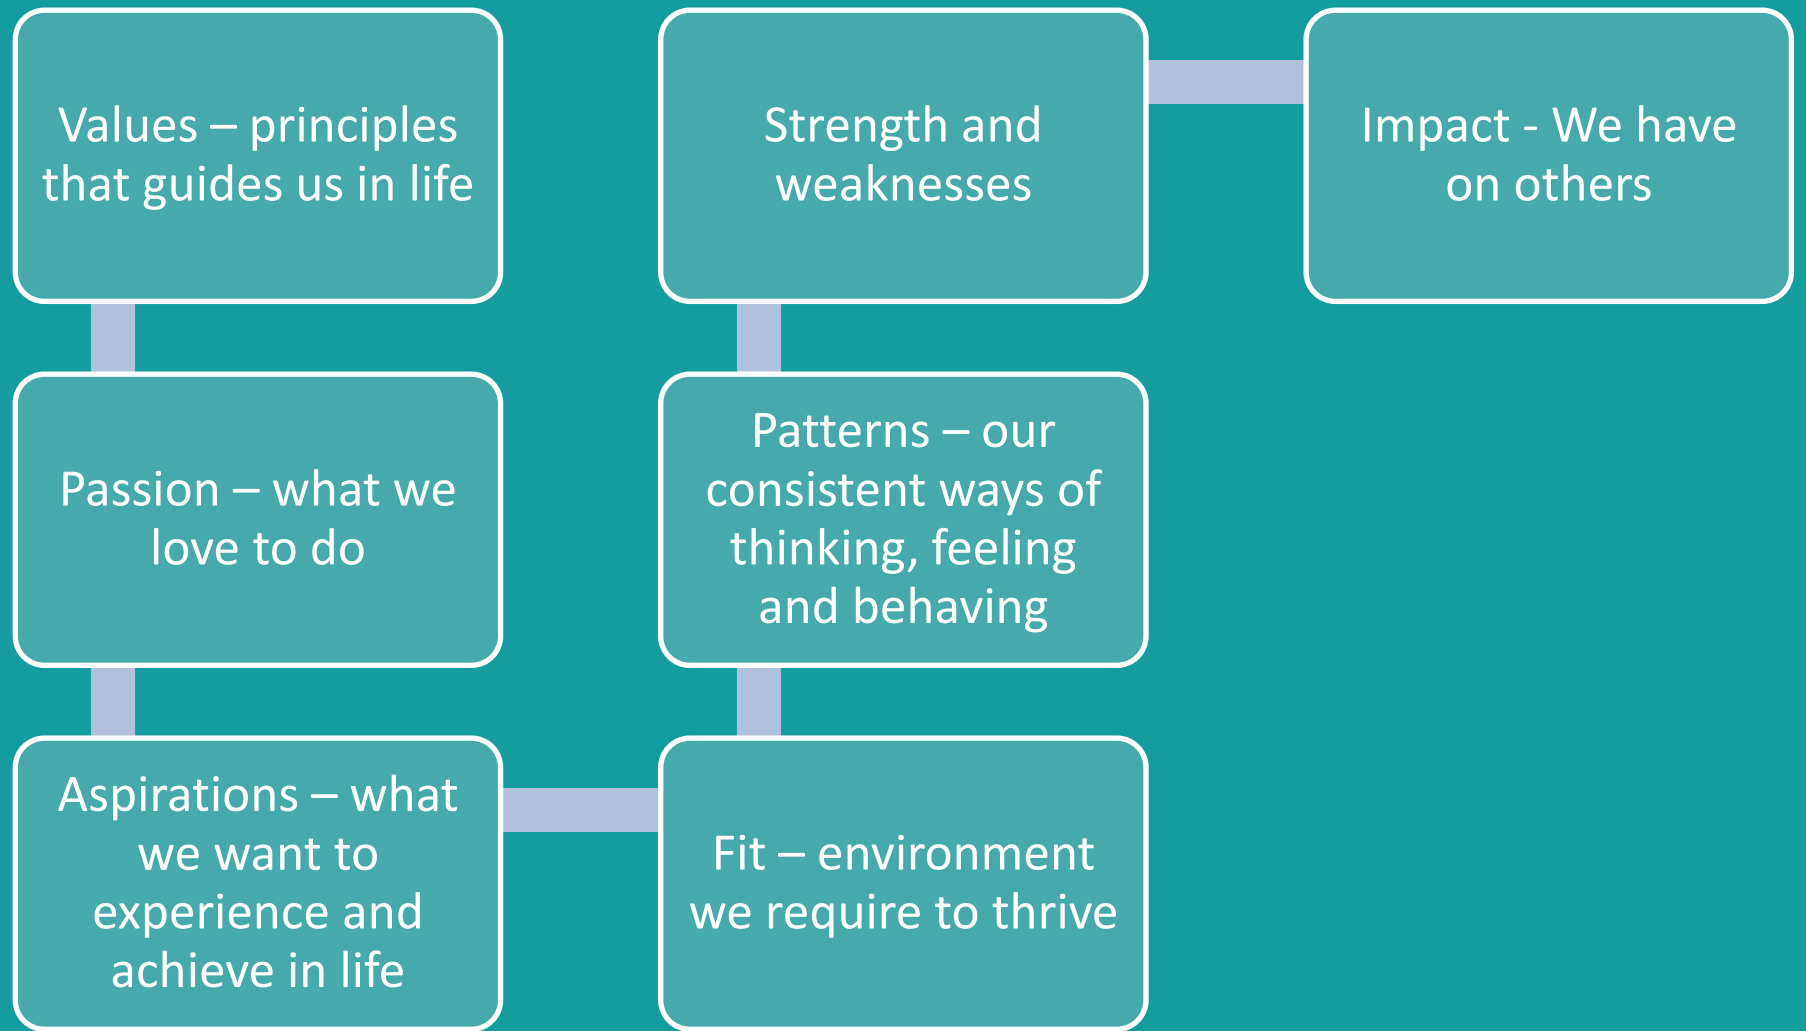 Values – principles
that guides us in life
Passion – what we
love to do
Aspirations – what
we want to
experience and
achieve in life
Fit – environment
we require to thrive
Patterns – our
consistent ways of
thinking, feeling
and behaving
Strength and
weaknesses
Impact - We have
on others